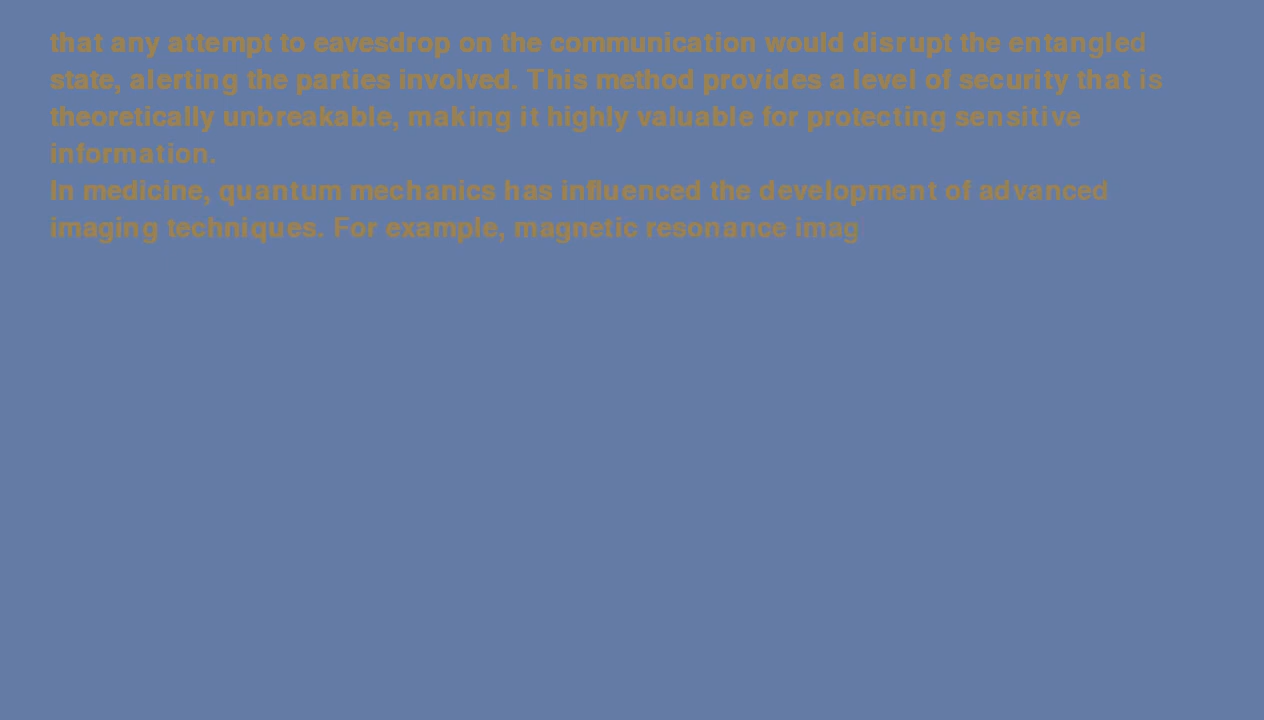 that any attempt to eavesdrop on the communication would disrupt the entangled
state, alerting the parties involved. This method provides a level of security that is
theoretically unbreakable, making it highly valuable for protecting sensitive
information.
In medicine, quantum mechanics has influenced the development of advanced
imaging techniques. For example, magnetic resonance imag